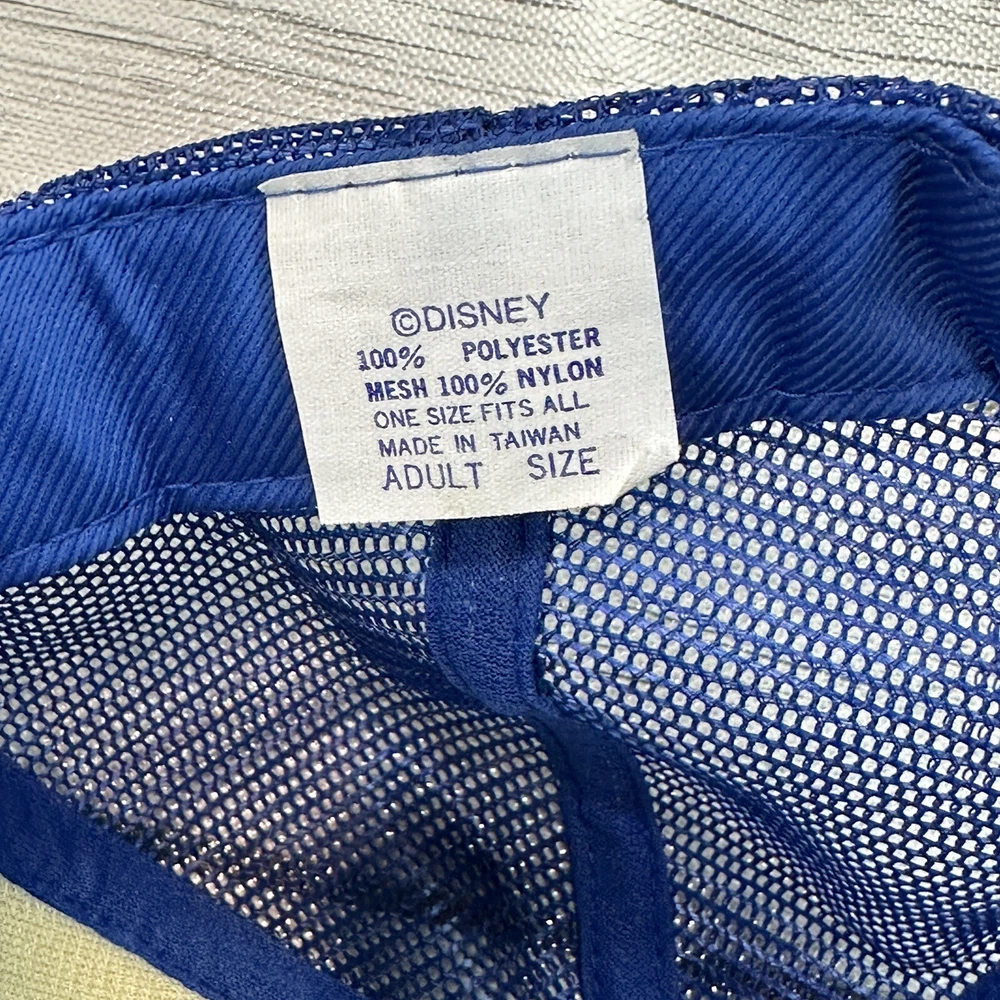 ©DISNEY
100% POLYESTER
MESH 100% NYLON
ONE SIZE FITS ALL
MADE IN TAIWAN
ADULT SIZE